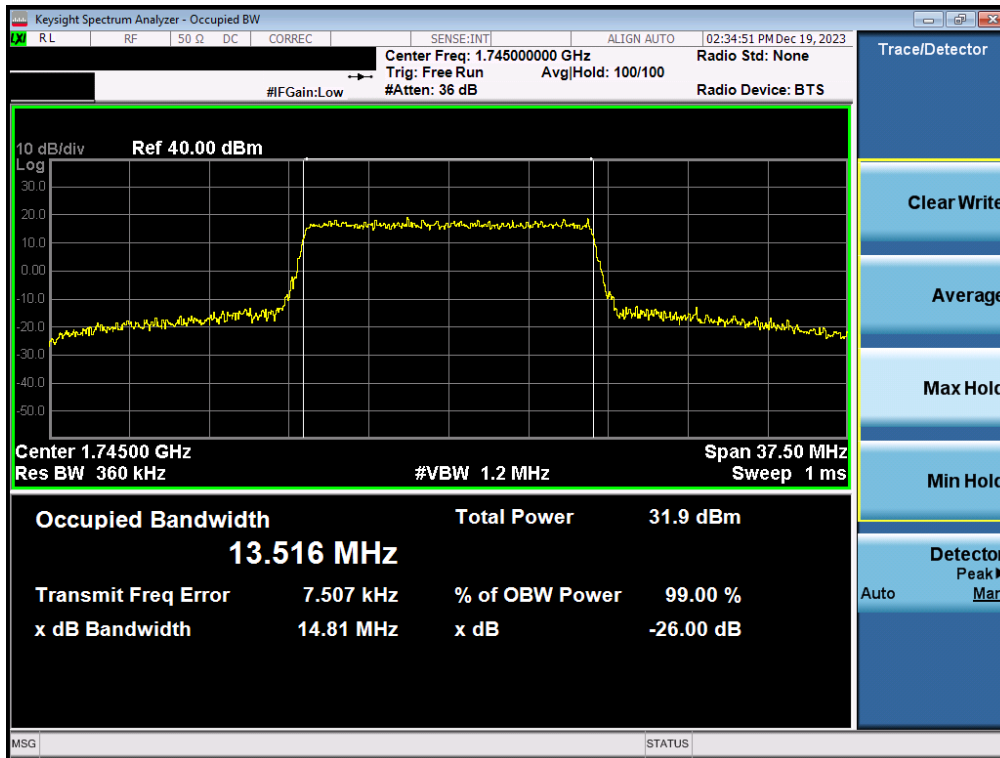 Keysight Spectrum Analyzer - Occupied BW
LXI RL RF 50 Ω DC CORREC SENSE:INT ALIGN AUTO 02:34:51 PM Dec 19, 2023
Center Freq: 1.745000000 GHz Radio Std: None
Trig: Free Run Avg|Hold: 100/100
#IFGain:Low #Atten: 36 dB Radio Device: BTS
Trace/Detector
10 dB/div Ref 40.00 dBm
Log
30.0
20.0
10.0
0.00
-10.0
-20.0
-30.0
-40.0
-50.0
Center 1.74500 GHz Span 37.50 MHz
Res BW 360 kHz #VBW 1.2 MHz Sweep 1 ms
Occupied Bandwidth Total Power 31.9 dBm
13.516 MHz
Transmit Freq Error 7.507 kHz % of OBW Power 99.00 %
x dB Bandwidth 14.81 MHz x dB -26.00 dB
Clear Write
Average
Max Hold
Min Hold
Detector
Peak
Auto Man
MSG STATUS